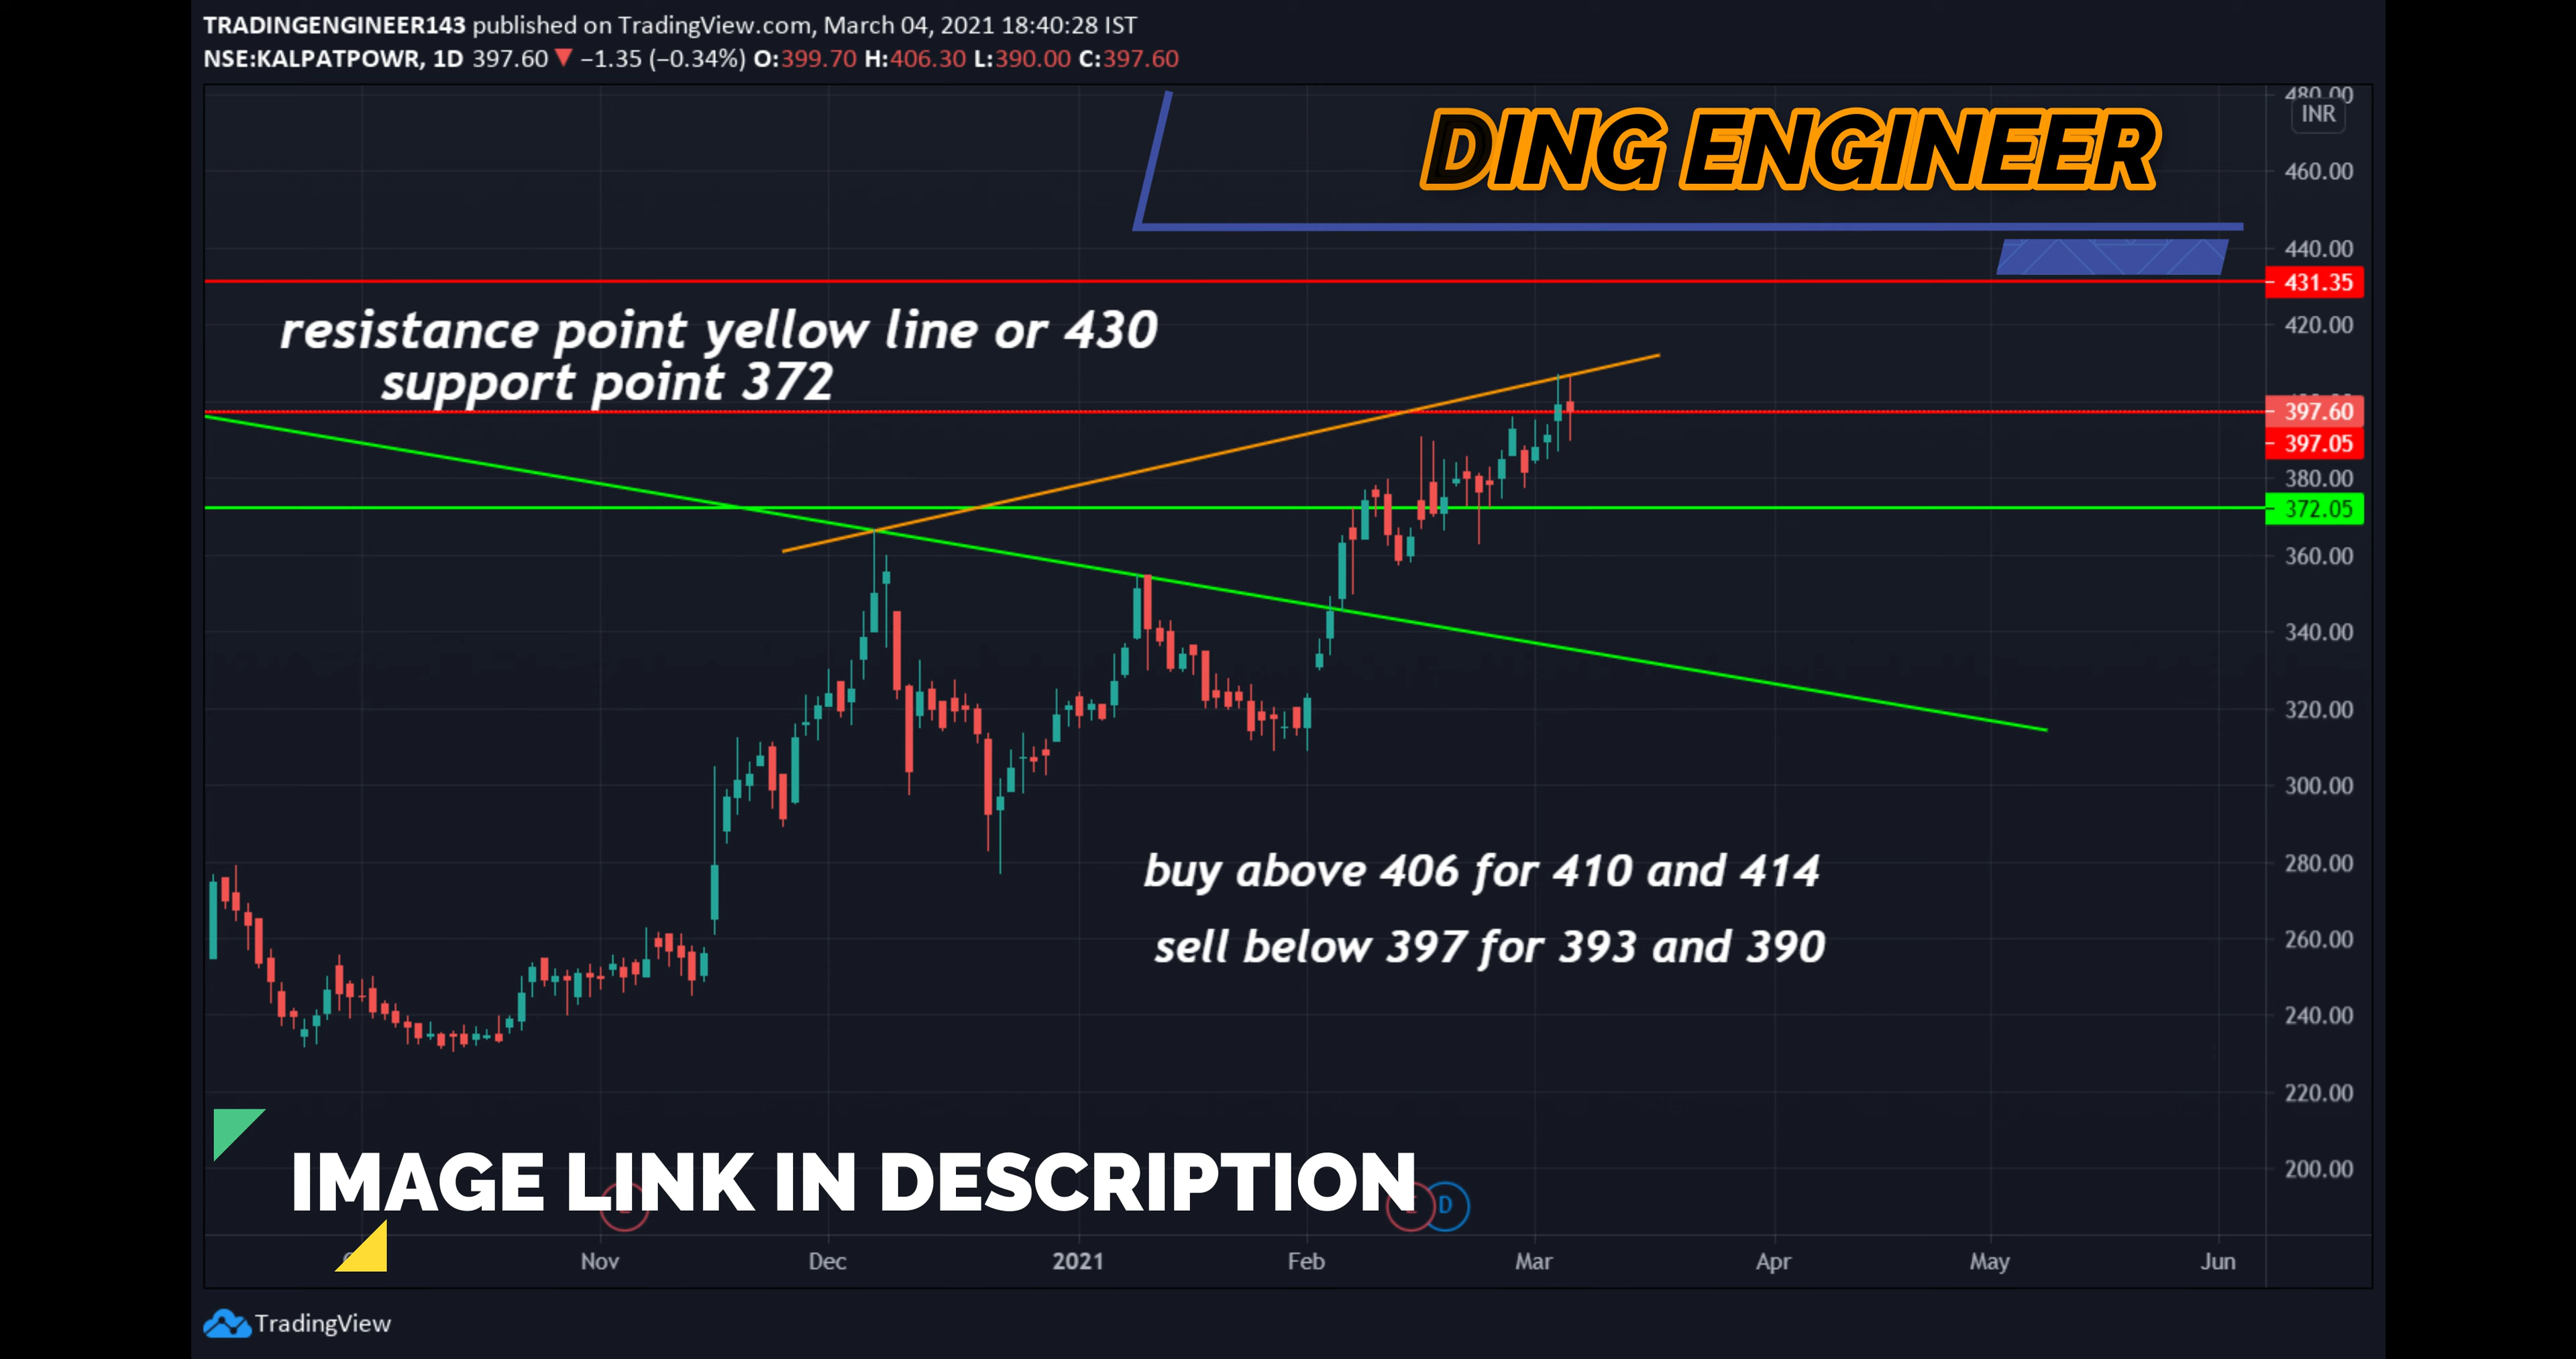 TRADINGENGINEER143 published on TradingView.com, March 04, 2021 18:40:28 IST
NSE:KALPATPOWR, 1D 397.60 ▼ −1.35 (−0.34%) O:399.70 H:406.30 L:390.00 C:397.60
DING ENGINEER
480.00
INR
460.00
440.00
431.35
resistance point yellow line or 430
420.00
support point 372
397.60
397.05
380.00
372.05
360.00
340.00
320.00
300.00
buy above 406 for 410 and 414
280.00
sell below 397 for 393 and 390
260.00
240.00
220.00
IMAGE LINK IN DESCRIPTION
200.00
D
Nov Dec 2021 Feb Mar Apr May Jun
TradingView